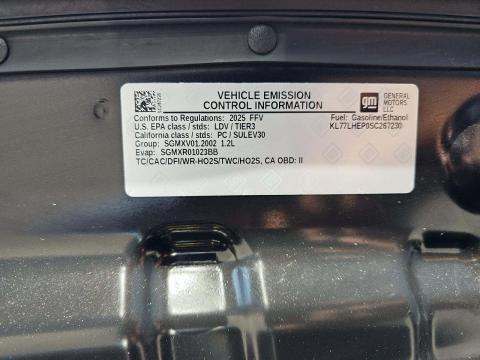 VEHICLE EMISSION
CONTROL INFORMATION
gm
GENERAL
MOTORS
LLC
Conforms to Regulations: 2025 FFV
Fuel: Gasoline/Ethanol
U.S. EPA class / stds: LDV / TIER3
KL77LHEP9SC267230
California class / stds: PC / SULEV30
Group: SGMXV01.2002 1.2L
Evap: SGMXR01023BB
TC/CAC/DFI/WR-HO2S/TWC/HO2S, CA OBD: II